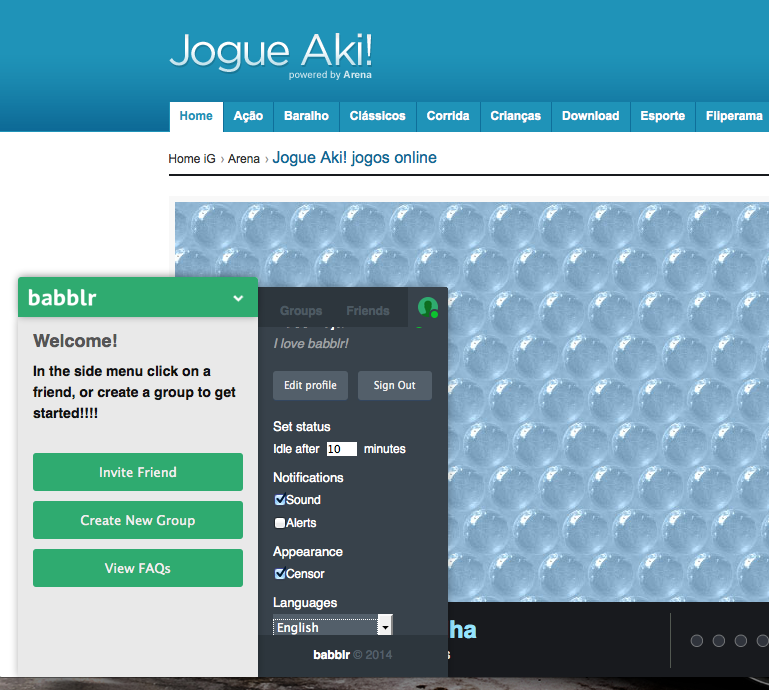 Jogue Aki!
powered by Arena
Home Ação Baralho Clássicos Corrida Crianças Download Esporte Fliperama
Home iG › Arena › Jogue Aki! jogos online
babblr
Welcome!
In the side menu click on a
friend, or create a group to get
started!!!!
Invite Friend
Create New Group
View FAQs
Groups Friends
I love babblr!
Edit profile Sign Out
Set status
Idle after 10 minutes
Notifications
Sound
Alerts
Appearance
Censor
Languages
English
babblr © 2014
ha
s